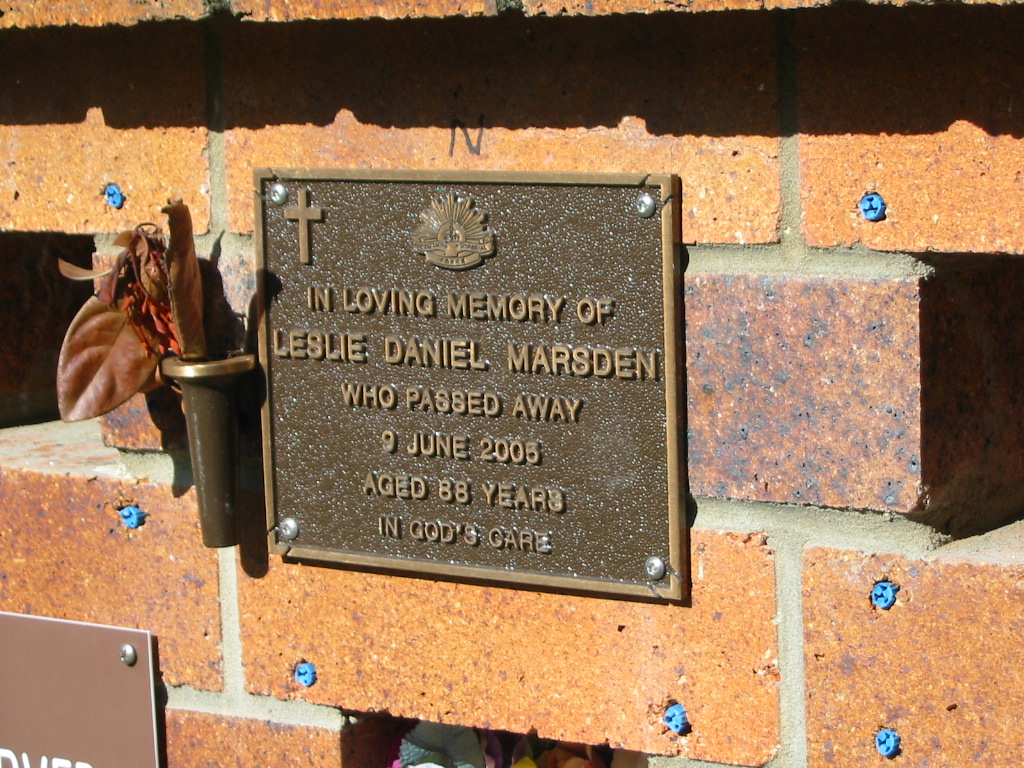 N
IN LOVING MEMORY OF
LESLIE DANIEL MARSDEN
WHO PASSED AWAY
9 JUNE 2005
AGED 88 YEARS
IN GOD'S CARE